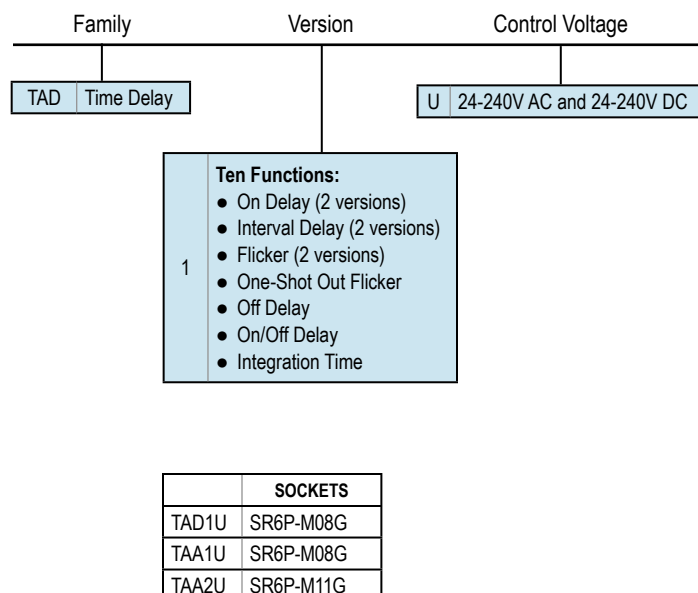 Family Version Control Voltage
TAD Time Delay
U 24-240V AC and 24-240V DC
1
Ten Functions:
● On Delay (2 versions)
● Interval Delay (2 versions)
● Flicker (2 versions)
● One-Shot Out Flicker
● Off Delay
● On/Off Delay
● Integration Time
SOCKETS
TAD1U SR6P-M08G
TAA1U SR6P-M08G
TAA2U SR6P-M11G